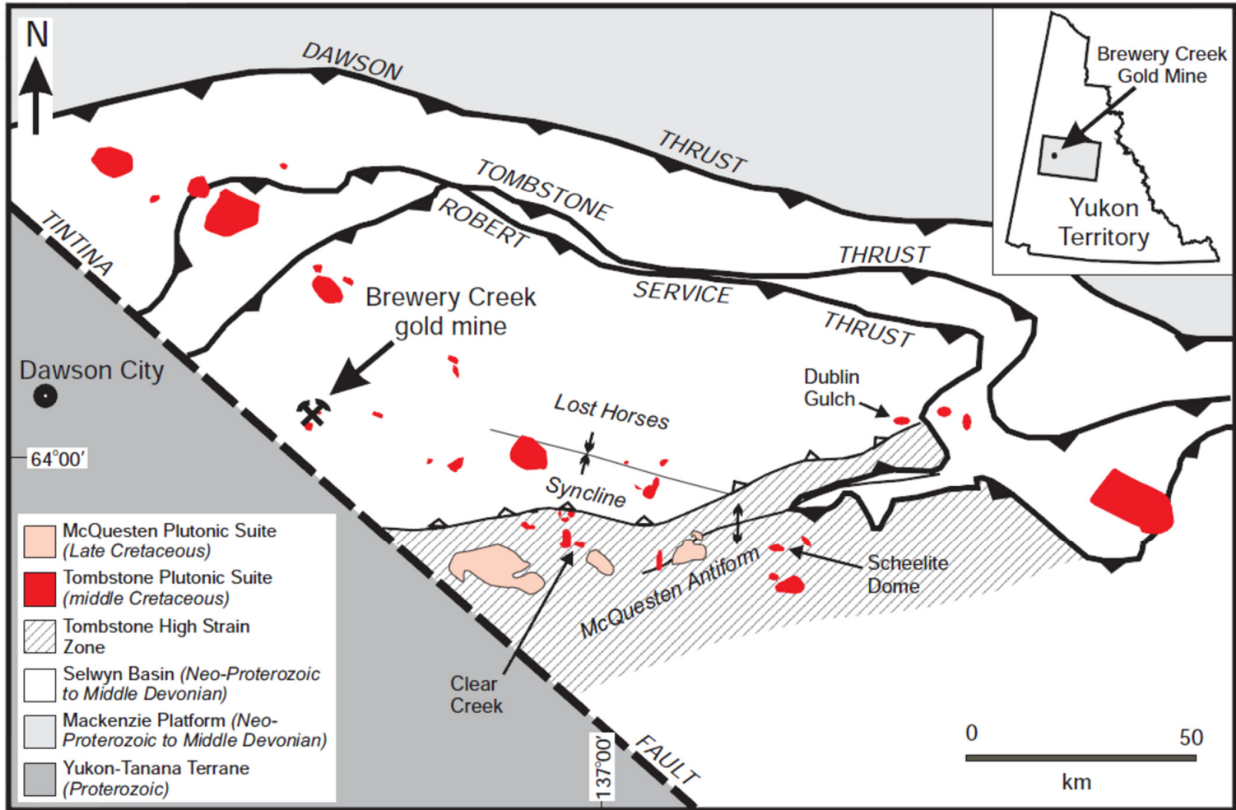 N
DAWSON
THRUST
TOMBSTONE
THRUST
ROBERT
SERVICE
THRUST
TINTINA
FAULT
Brewery Creek
Gold Mine
Yukon
Territory
Brewery Creek
gold mine
Dawson City
64°00'
Lost Horses
Syncline
Dublin
Gulch
McQuesten Antiform
Scheelite
Dome
Clear
Creek
137°00'
McQuesten Plutonic Suite
(Late Cretaceous)
Tombstone Plutonic Suite
(middle Cretaceous)
Tombstone High Strain
Zone
Selwyn Basin (Neo-Proterozoic
to Middle Devonian)
Mackenzie Platform (Neo-
Proterozoic to Middle Devonian)
Yukon-Tanana Terrane
(Proterozoic)
0 50
km